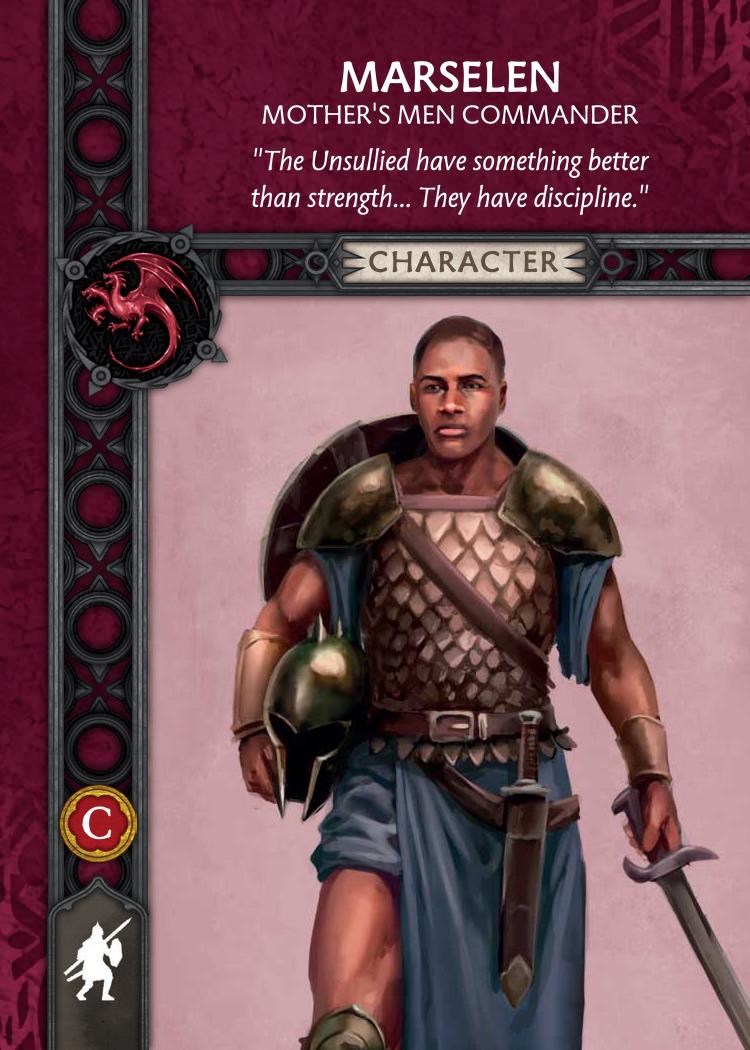 MARSELEN
MOTHER'S MEN COMMANDER
"The Unsullied have something better
than strength... They have discipline."
CHARACTER
C